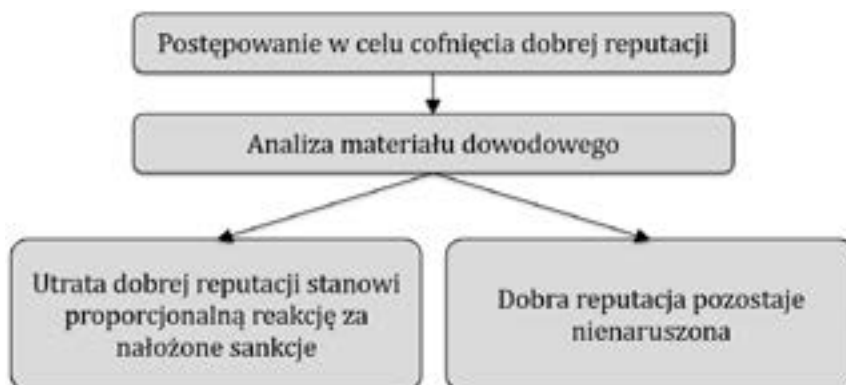 Postępowanie w celu cofnięcia dobrej reputacji
Analiza materiału dowodowego
Utrata dobrej reputacji stanowi
proporcjonalną reakcję za
nałożone sankcje
Dobra reputacja pozostaje
nienaruszona